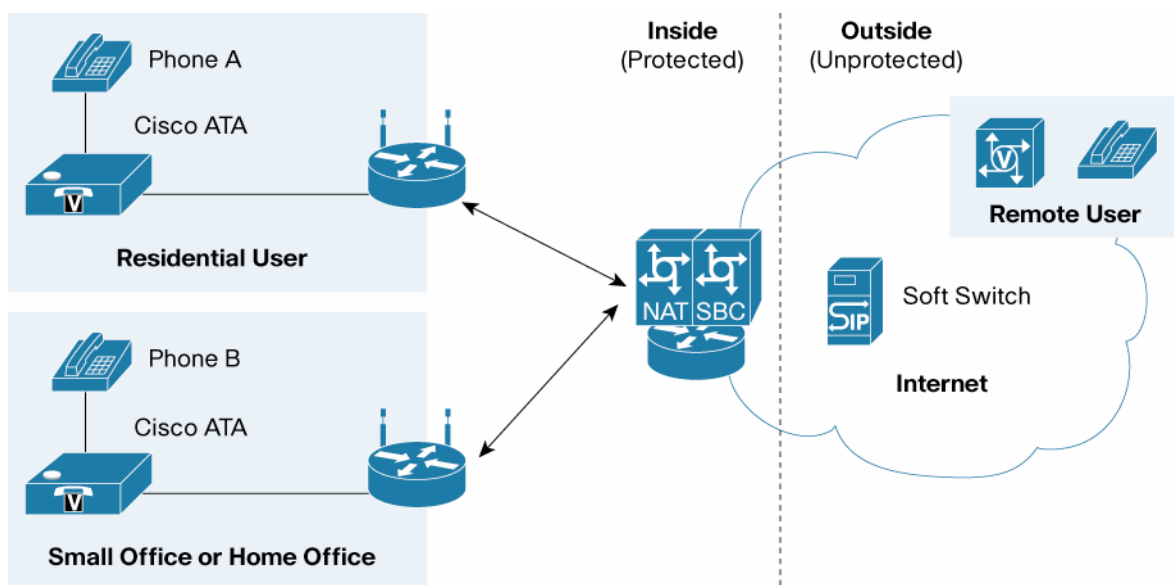 Phone A
Cisco ATA
V
Residential User
Phone B
Cisco ATA
V
Small Office or Home Office
Inside
(Protected)
Outside
(Unprotected)
NAT SBC
V
Remote User
SIP
Soft Switch
Internet